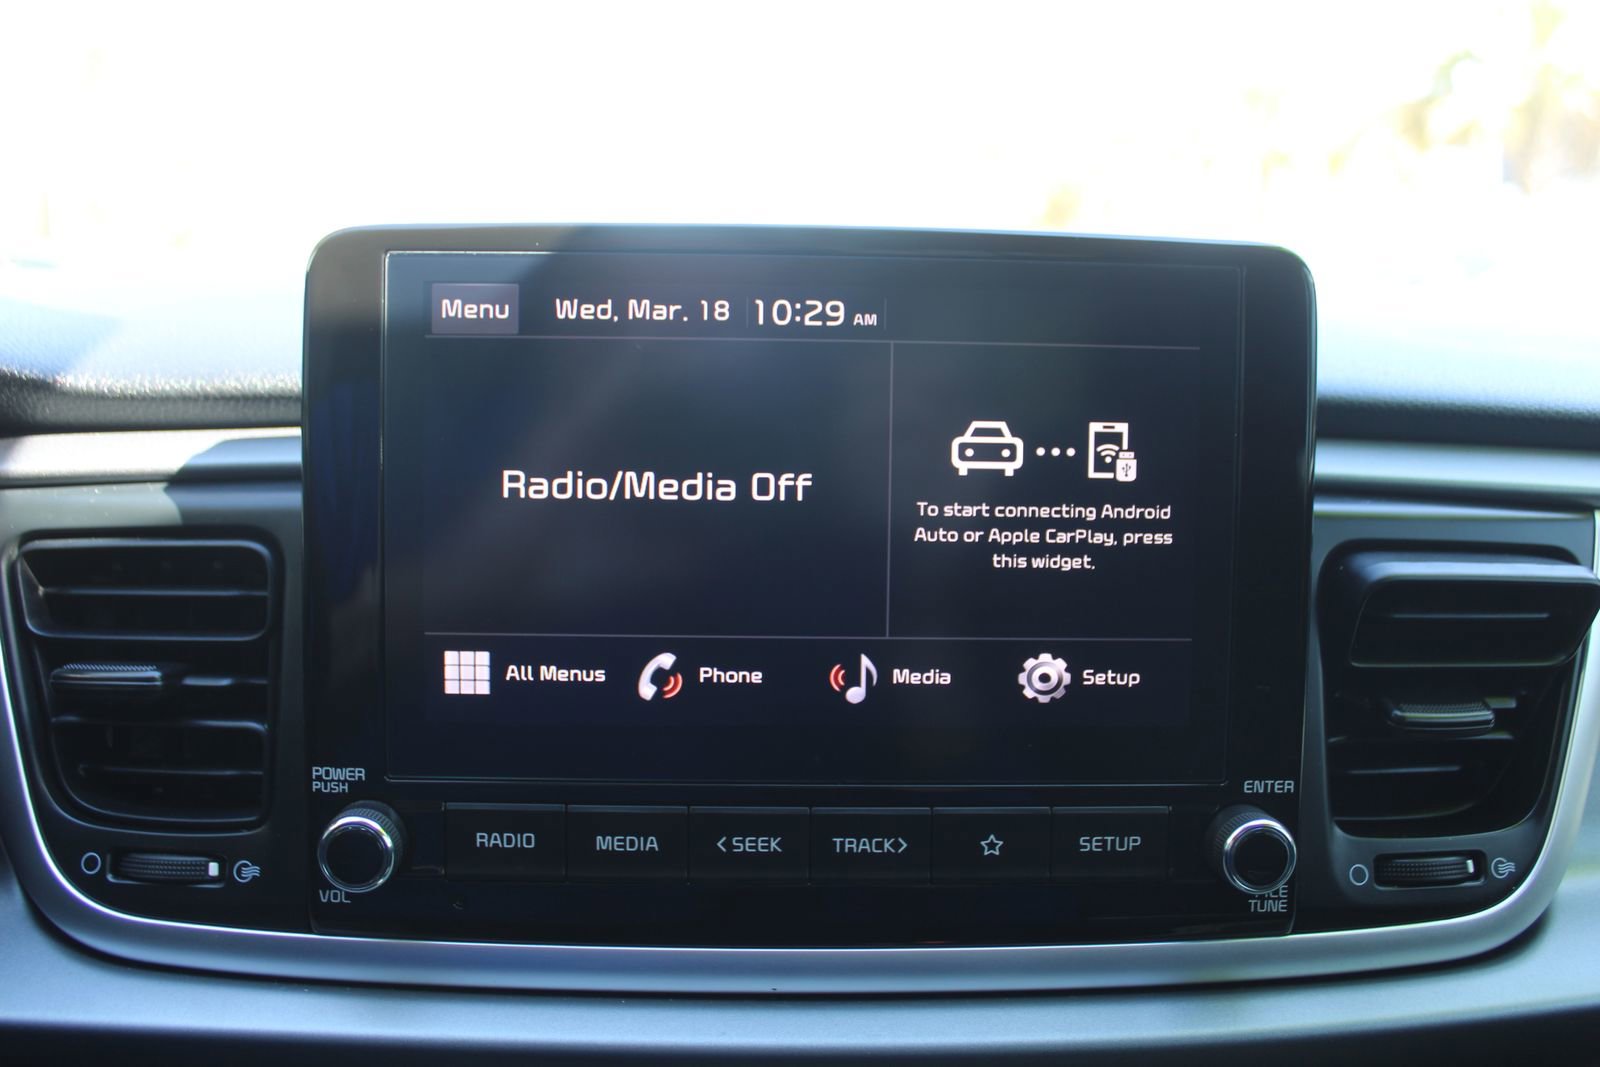 Menu
Wed, Mar. 18
10:29 AM
Radio/Media Off
To start connecting Android
Auto or Apple CarPlay, press
this widget.
All Menus
Phone
Media
Setup
POWER
PUSH
VOL
RADIO
MEDIA
<SEEK
TRACK>
SETUP
ENTER
FILE
TUNE